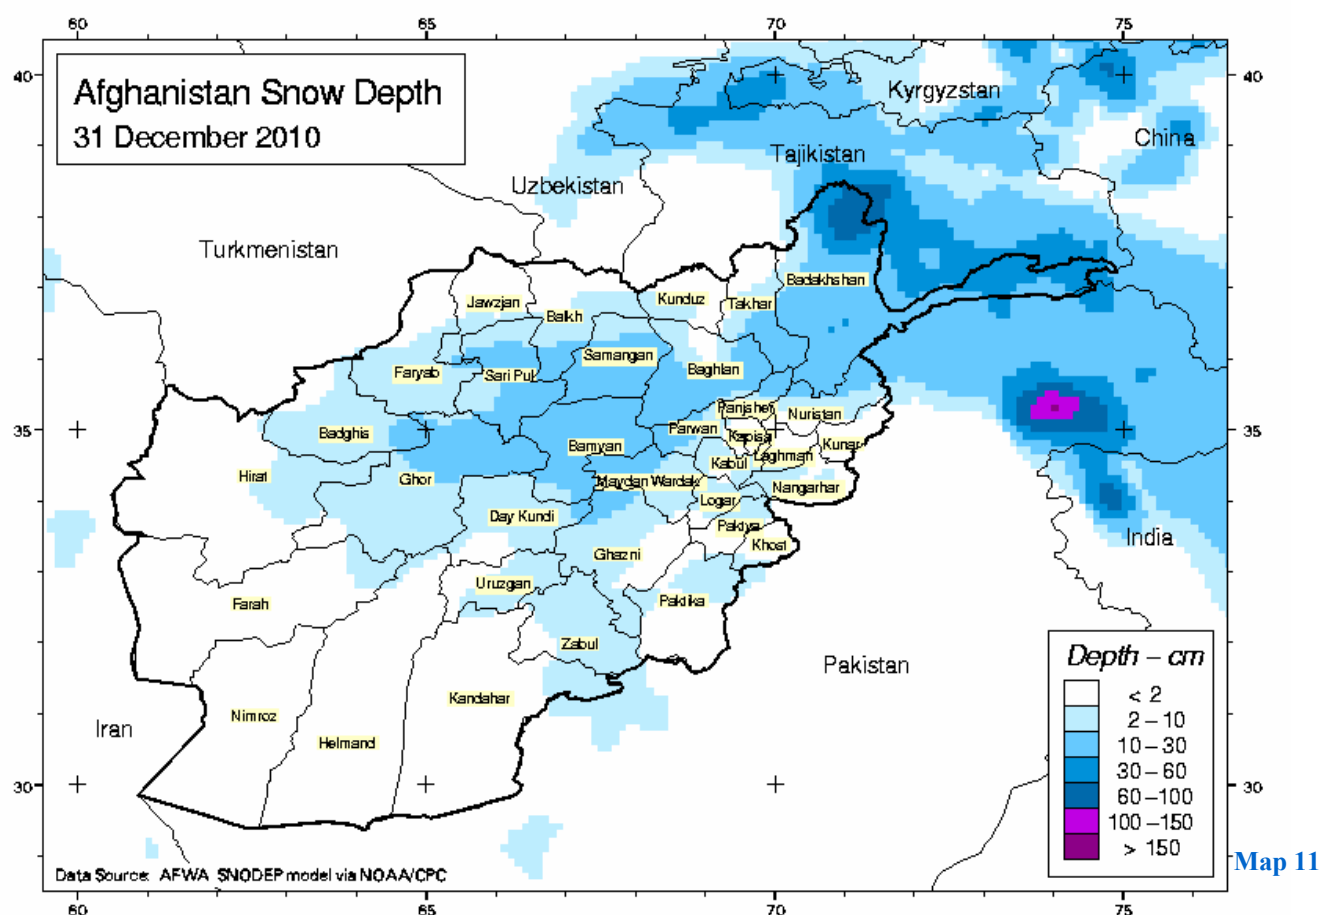 60 65 70 75
Afghanistan Snow Depth
31 December 2010
40 40
Kyrgyzstan
China
Tajikistan
Uzbekistan
Turkmenistan
Badakhshan
Jawzjan
Kunduz
Takhar
Balkh
Samangan
Faryab
Sari Pul
Baghlan
Panjsher
Nuristan
35 35
Badghis
Parwan
Kapisa
Bamyan
Kunar
Laghman
Kabul
Hirat
Ghor
Maydan Wardak
Nangarhar
Logar
Day Kundi
Paktya
India
Khost
Ghazni
Uruzgan
Farah
Paktika
Zabul
Pakistan
Kandahar
Nimroz
Iran
Helmand
30 30
Depth - cm
< 2
2 - 10
10 - 30
30 - 60
60 - 100
100 - 150
> 150
Map 11
Data Source: AFWA SNODEP model via NOAA/CPC
60 65 70 75